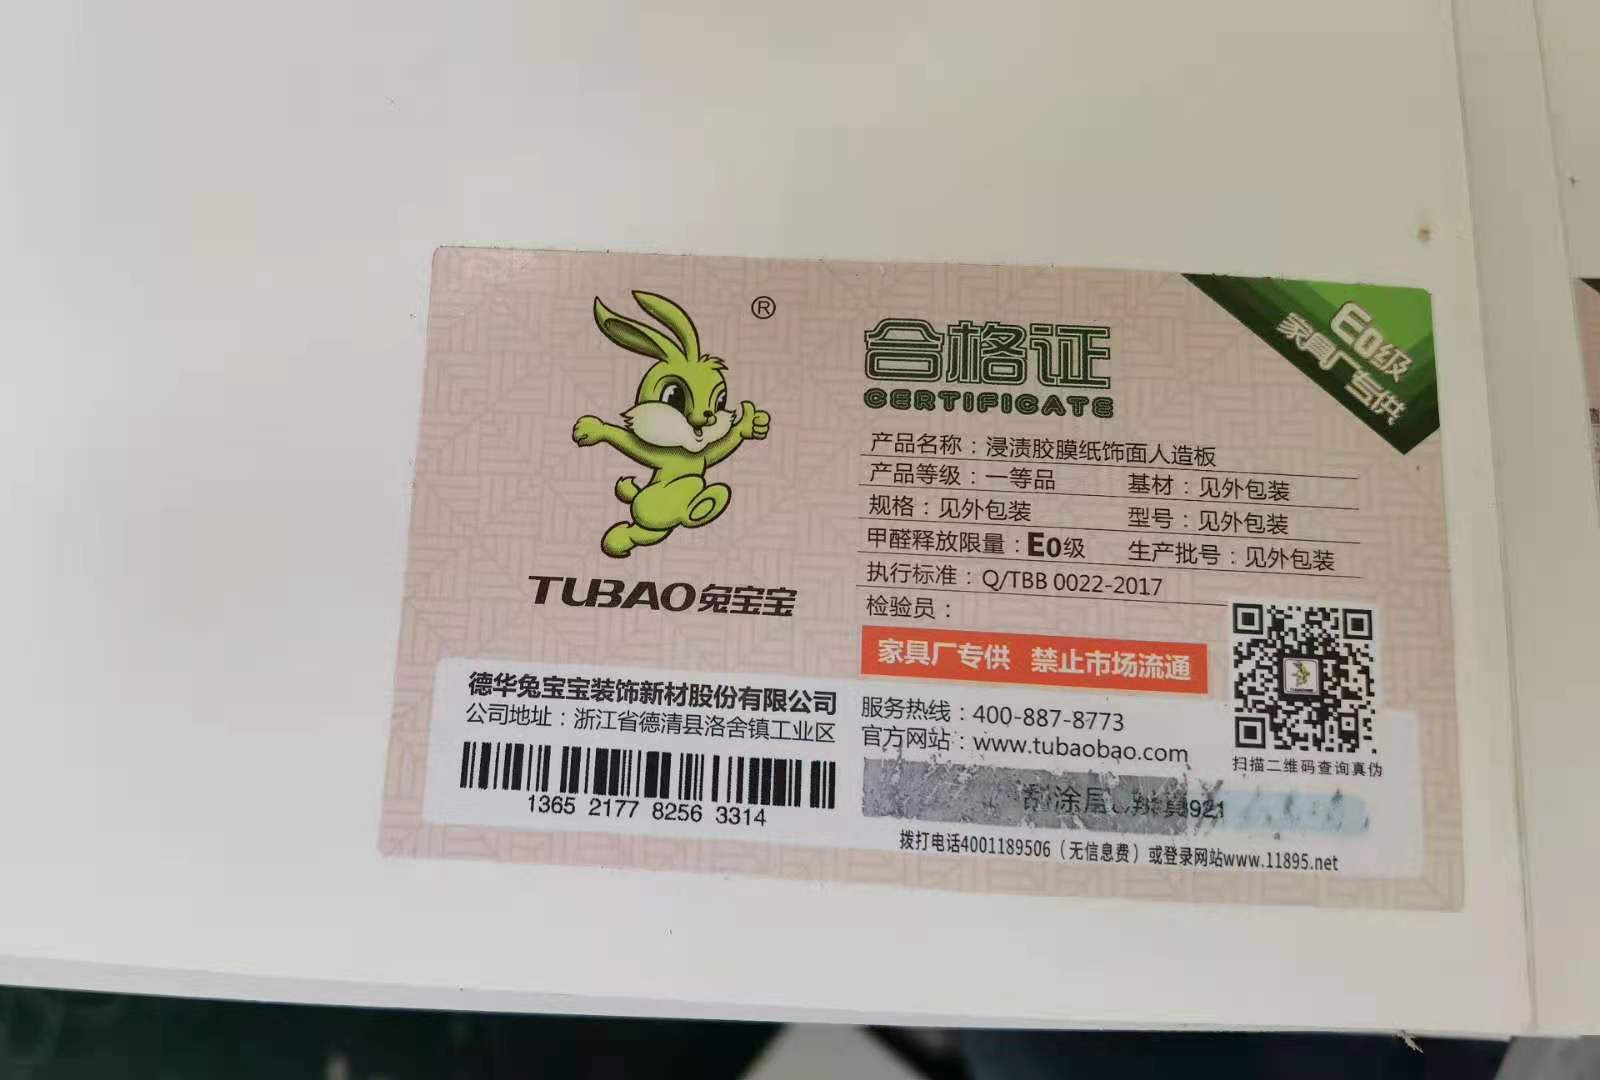 ®
E0级
家具厂专供
合格证
CERTIFICATE
产品名称：浸渍胶膜纸饰面人造板
产品等级：一等品 基材：见外包装
规格：见外包装 型号：见外包装
甲醛释放限量：E0级 生产批号：见外包装
执行标准：Q/TBB 0022-2017
检验员：
TUBAO兔宝宝
家具厂专供 禁止市场流通
德华兔宝宝装饰新材股份有限公司
公司地址：浙江省德清县洛舍镇工业区
1365 2177 8256 3314
服务热线：400-887-8773
官方网站：www.tubaobao.com
扫描二维码查询真伪
刮涂层
921
拨打电话4001189506（无信息费）或登录网站www.11895.net